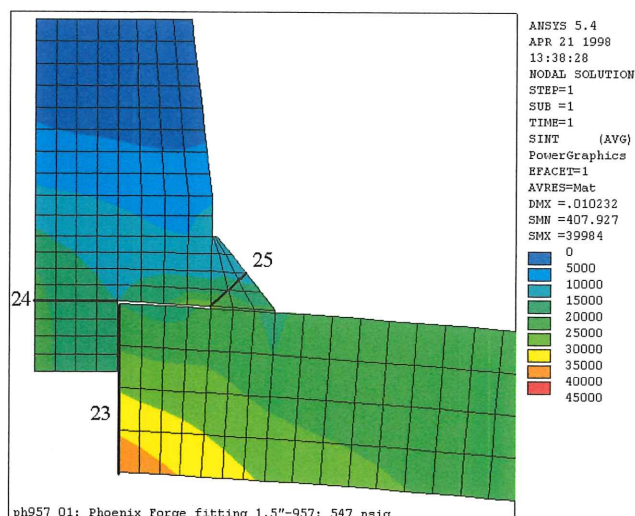 ANSYS 5.4
APR 21 1998
13:38:28
NODAL SOLUTION
STEP=1
SUB =1
TIME=1
SINT (AVG)
PowerGraphics
EFACET=1
AVRES=Mat
DMX =.010232
SMN =407.927
SMX =39984
0
5000
10000
15000
20000
25000
30000
35000
40000
45000
25
24
23
ph957 01: Phoenix Forge fitting 1.5"-957: 547 psig